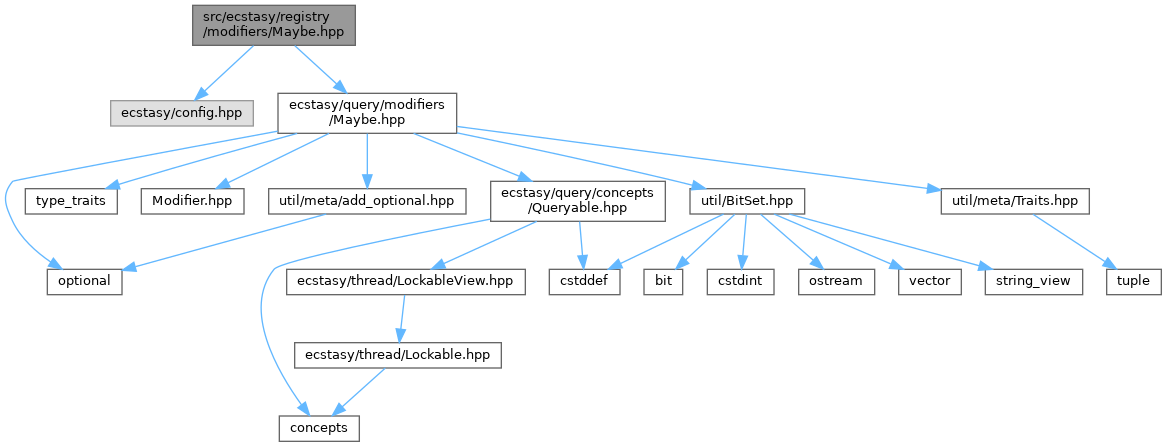 src/ecstasy/registry
/modifiers/Maybe.hpp
ecstasy/config.hpp
ecstasy/query/modifiers
/Maybe.hpp
type_traits
Modifier.hpp
util/meta/add_optional.hpp
ecstasy/query/concepts
/Queryable.hpp
util/BitSet.hpp
util/meta/Traits.hpp
optional
ecstasy/thread/LockableView.hpp
cstddef
bit
cstdint
ostream
vector
string_view
tuple
ecstasy/thread/Lockable.hpp
concepts